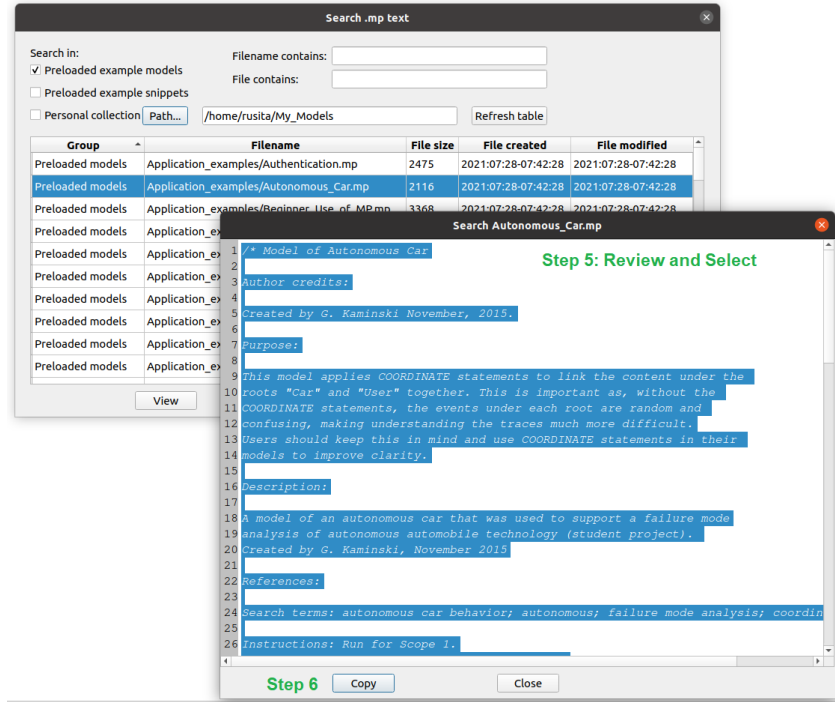 Search .mp text
Search in:
Filename contains:
Preloaded example models
File contains:
Preloaded example snippets
Personal collection Path... /home/rusita/My_Models Refresh table
Group Filename File size File created File modified
Preloaded models Application_examples/Authentication.mp 2475 2021:07:28-07:42:28 2021:07:28-07:42:28
Preloaded models Application_examples/Autonomous_Car.mp 2116 2021:07:28-07:42:28 2021:07:28-07:42:28
Preloaded models Application_examples/Beginner_Use_of_MP.mp 3368 2021:07:28-07:42:28 2021:07:28-07:42:28
Preloaded models Application_ex
Preloaded models Application_ex
Preloaded models Application_ex
Preloaded models Application_ex
Preloaded models Application_ex
Preloaded models Application_ex
Preloaded models Application_ex
View
Search Autonomous_Car.mp
Step 5: Review and Select
1 /* Model of Autonomous Car
2
3 Author credits:
4
5 Created by G. Kaminski November, 2015.
6
7 Purpose:
8
9 This model applies COORDINATE statements to link the content under the
10 roots "Car" and "User" together. This is important as, without the
11 COORDINATE statements, the events under each root are random and
12 confusing, making understanding the traces much more difficult.
13 Users should keep this in mind and use COORDINATE statements in their
14 models to improve clarity.
15
16 Description:
17
18 A model of an autonomous car that was used to support a failure mode
19 analysis of autonomous automobile technology (student project).
20 Created by G. Kaminski, November 2015
21
22 References:
23
24 Search terms: autonomous car behavior; autonomous; failure mode analysis; coordin
25
26 Instructions: Run for Scope 1.
Step 6 Copy Close